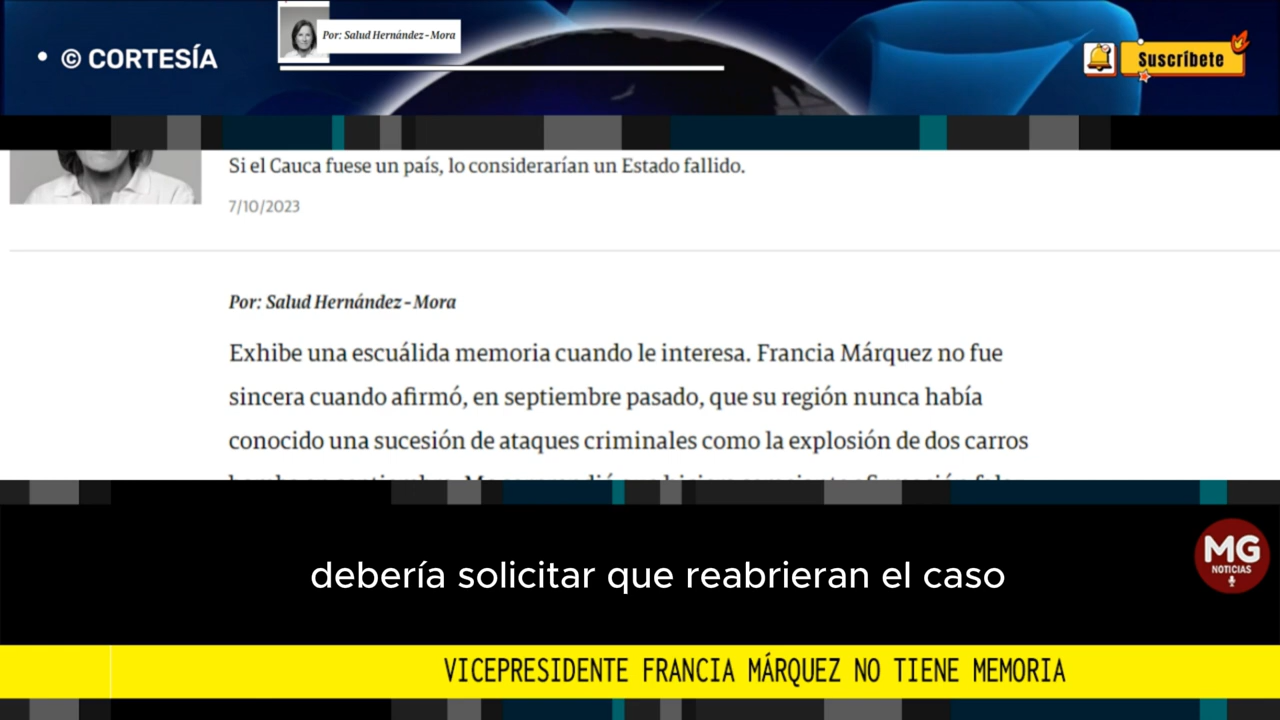 • © CORTESÍA
Por: Salud Hernández-Mora
Suscríbete
Si el Cauca fuese un país, lo considerarían un Estado fallido.
7/10/2023
Por: Salud Hernández-Mora
Exhibe una escuálida memoria cuando le interesa. Francia Márquez no fue
sincera cuando afirmó, en septiembre pasado, que su región nunca había
conocido una sucesión de ataques criminales como la explosión de dos carros
debería solicitar que reabrieran el caso
MG
NOTICIAS
VICEPRESIDENTE FRANCIA MÁRQUEZ NO TIENE MEMORIA